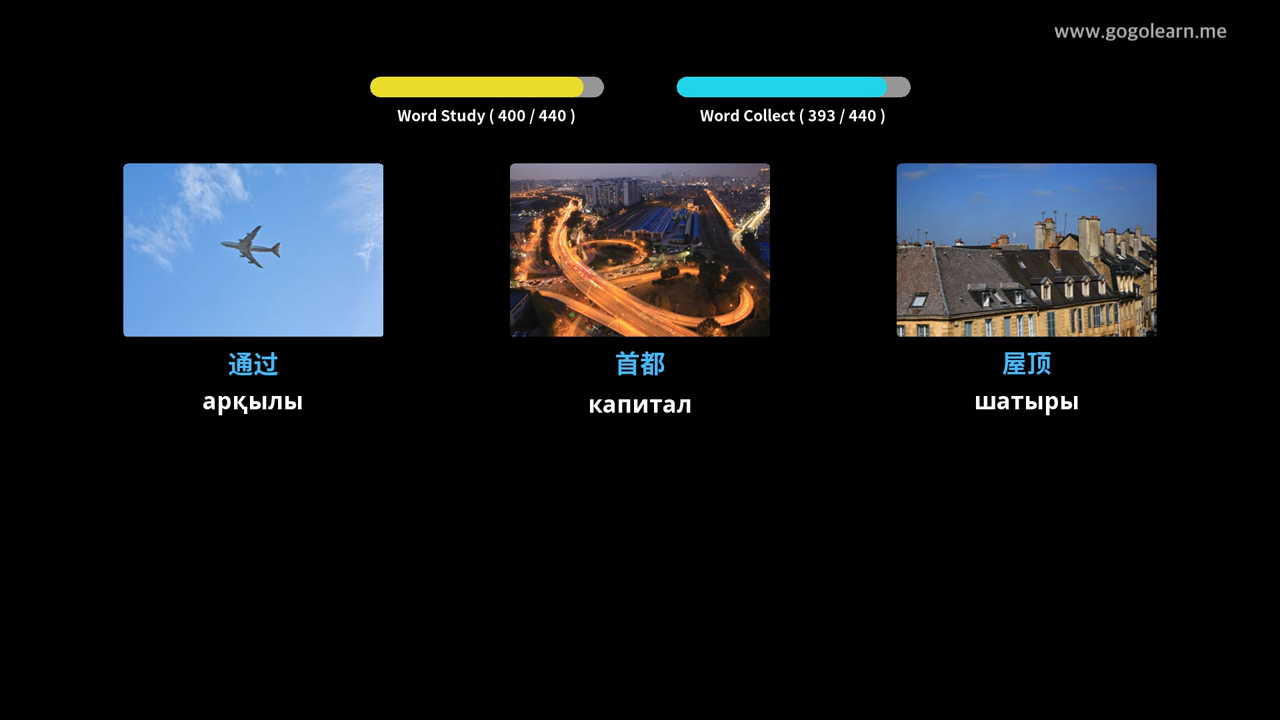 www.gogolearn.me
Word Study ( 400 / 440 )
Word Collect ( 393 / 440 )
通过
首都
屋顶
арқылы
капитал
шатыры